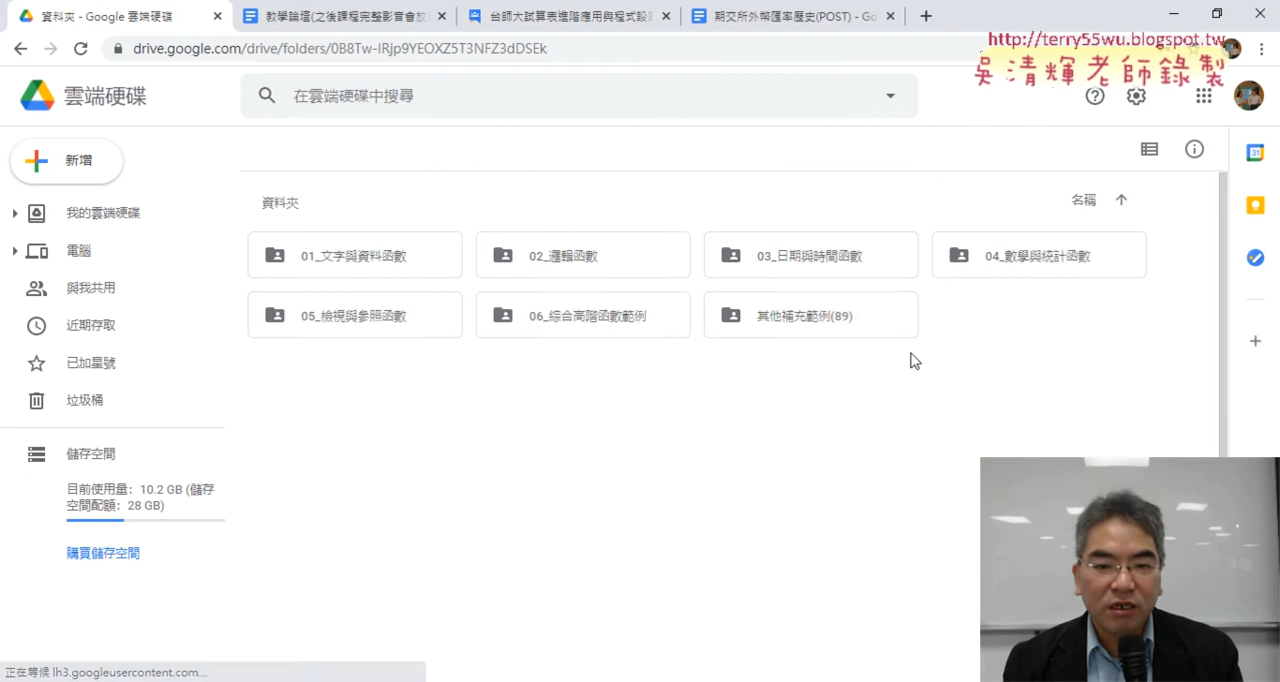 資料夾 - Google 雲端硬碟
教學論壇(之後課程完整影音會放
台師大試算表進階應用與程式設
期交所外幣匯率歷史(POST) - Go
drive.google.com/drive/folders/0B8Tw-IRjp9YEOXZ5T3NFZ3dDSEk
http://terry55wu.blogspot.tw
吳清輝老師錄製
雲端硬碟
在雲端硬碟中搜尋
新增
我的雲端硬碟
電腦
與我共用
近期存取
已加星號
垃圾桶
儲存空間
目前使用量：10.2 GB (儲存
空間配額：28 GB)
購買儲存空間
資料夾
名稱
01_文字與資料函數
02_邏輯函數
03_日期與時間函數
04_數學與統計函數
05_檢視與參照函數
06_綜合高階函數範例
其他補充範例(89)
31
正在等候 lh3.googleusercontent.com...